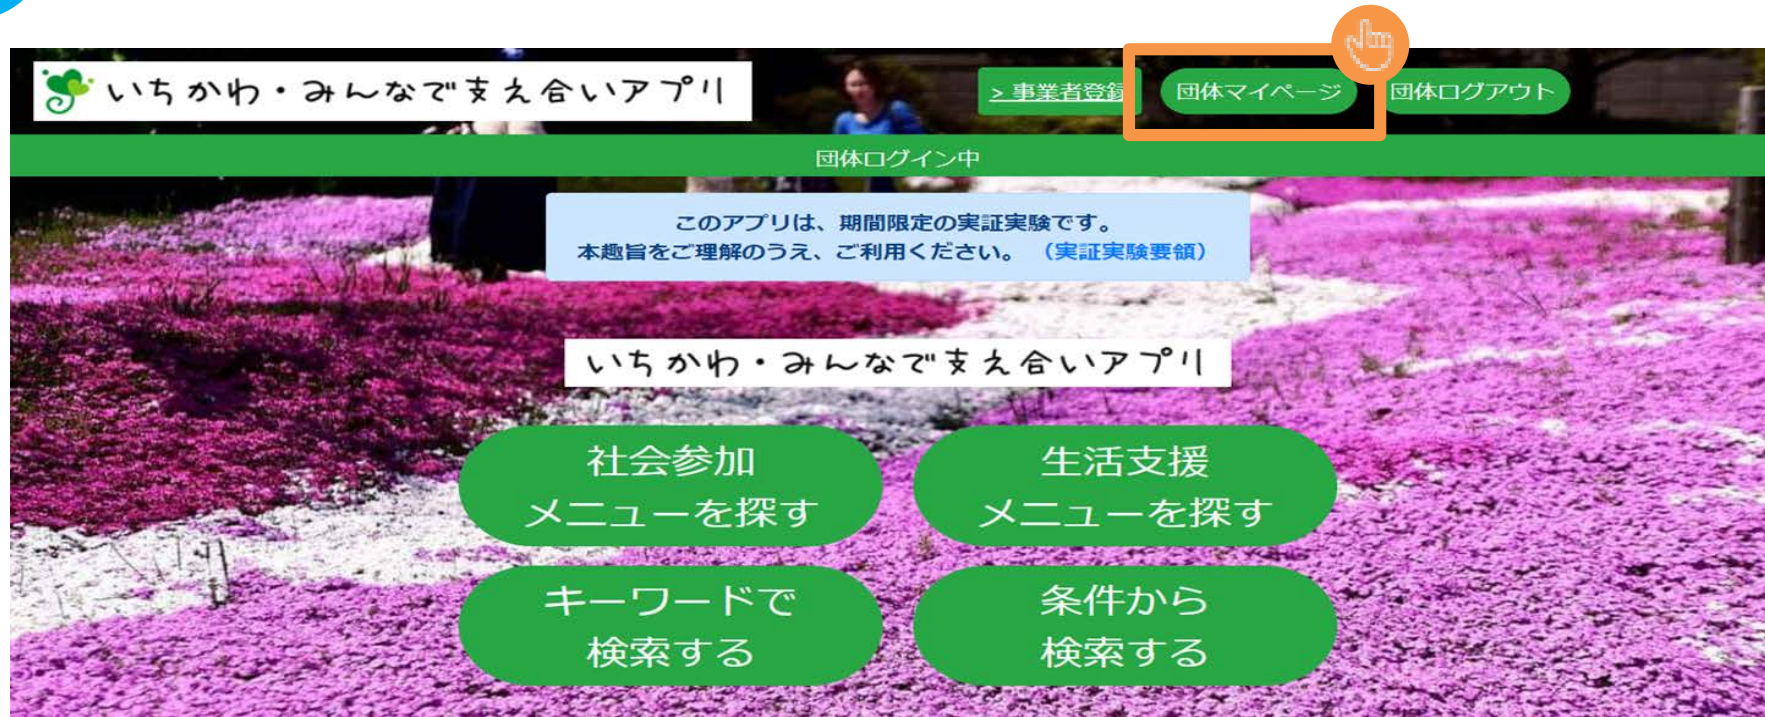 いちかわ・みんなで支え合いアプリ
> 事業者登録
団体マイページ
団体ログアウト
団体ログイン中
このアプリは、期間限定の実証実験です。
本趣旨をご理解のうえ、ご利用ください。 （実証実験要領）
いちかわ・みんなで支え合いアプリ
社会参加
メニューを探す
生活支援
メニューを探す
キーワードで
検索する
条件から
検索する